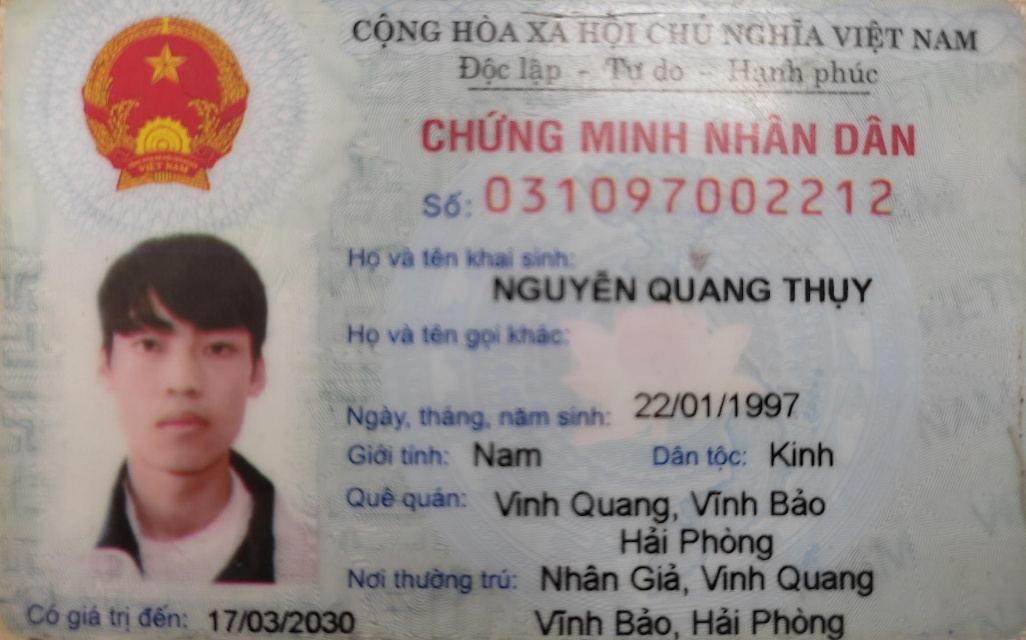 CỘNG HÒA XÃ HỘI CHỦ NGHĨA VIỆT NAM
Độc lập - Tự do - Hạnh phúc
CHỨNG MINH NHÂN DÂN
Số: 031097002212
Họ và tên khai sinh:
NGUYỄN QUANG THỤY
Họ và tên gọi khác:
Ngày, tháng, năm sinh: 22/01/1997
Giới tính: Nam Dân tộc: Kinh
Quê quán: Vinh Quang, Vĩnh Bảo
Hải Phòng
Nơi thường trú: Nhân Giả, Vinh Quang
Vĩnh Bảo, Hải Phòng
Có giá trị đến: 17/03/2030
VIỆT NAM